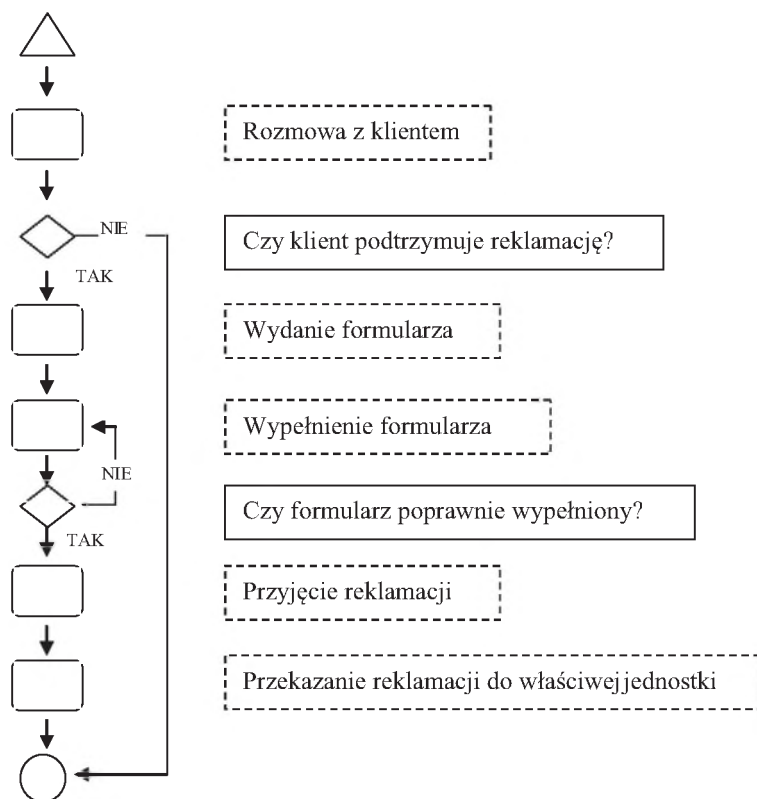 Rozmowa z klientem
NIE
Czy klient podtrzymuje reklamację?
TAK
Wydanie formularza
Wypełnienie formularza
NIE
Czy formularz poprawnie wypełniony?
TAK
Przyjęcie reklamacji
Przekazanie reklamacji do właściwej jednostki